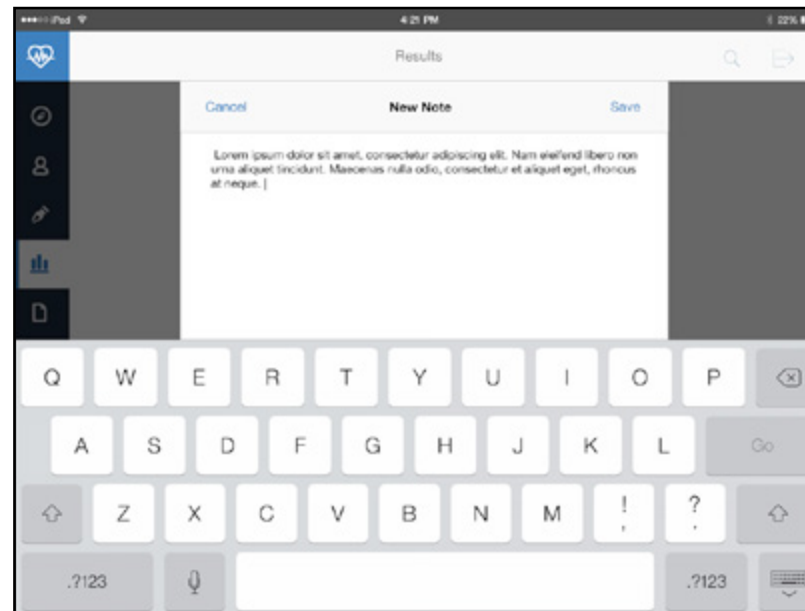 iPod 4:21 PM 22%
Results
Cancel New Note Save
Lorem ipsum dolor sit amet, consectetur adipiscing elit. Nam eleifend libero non
urna aliquet tincidunt. Maecenas nulla odio, consectetur et aliquet eget, rhoncus
at neque.
Q W E R T Y U I O P
A S D F G H J K L Go
Z X C V B N M ! , ? .
.?123 .?123